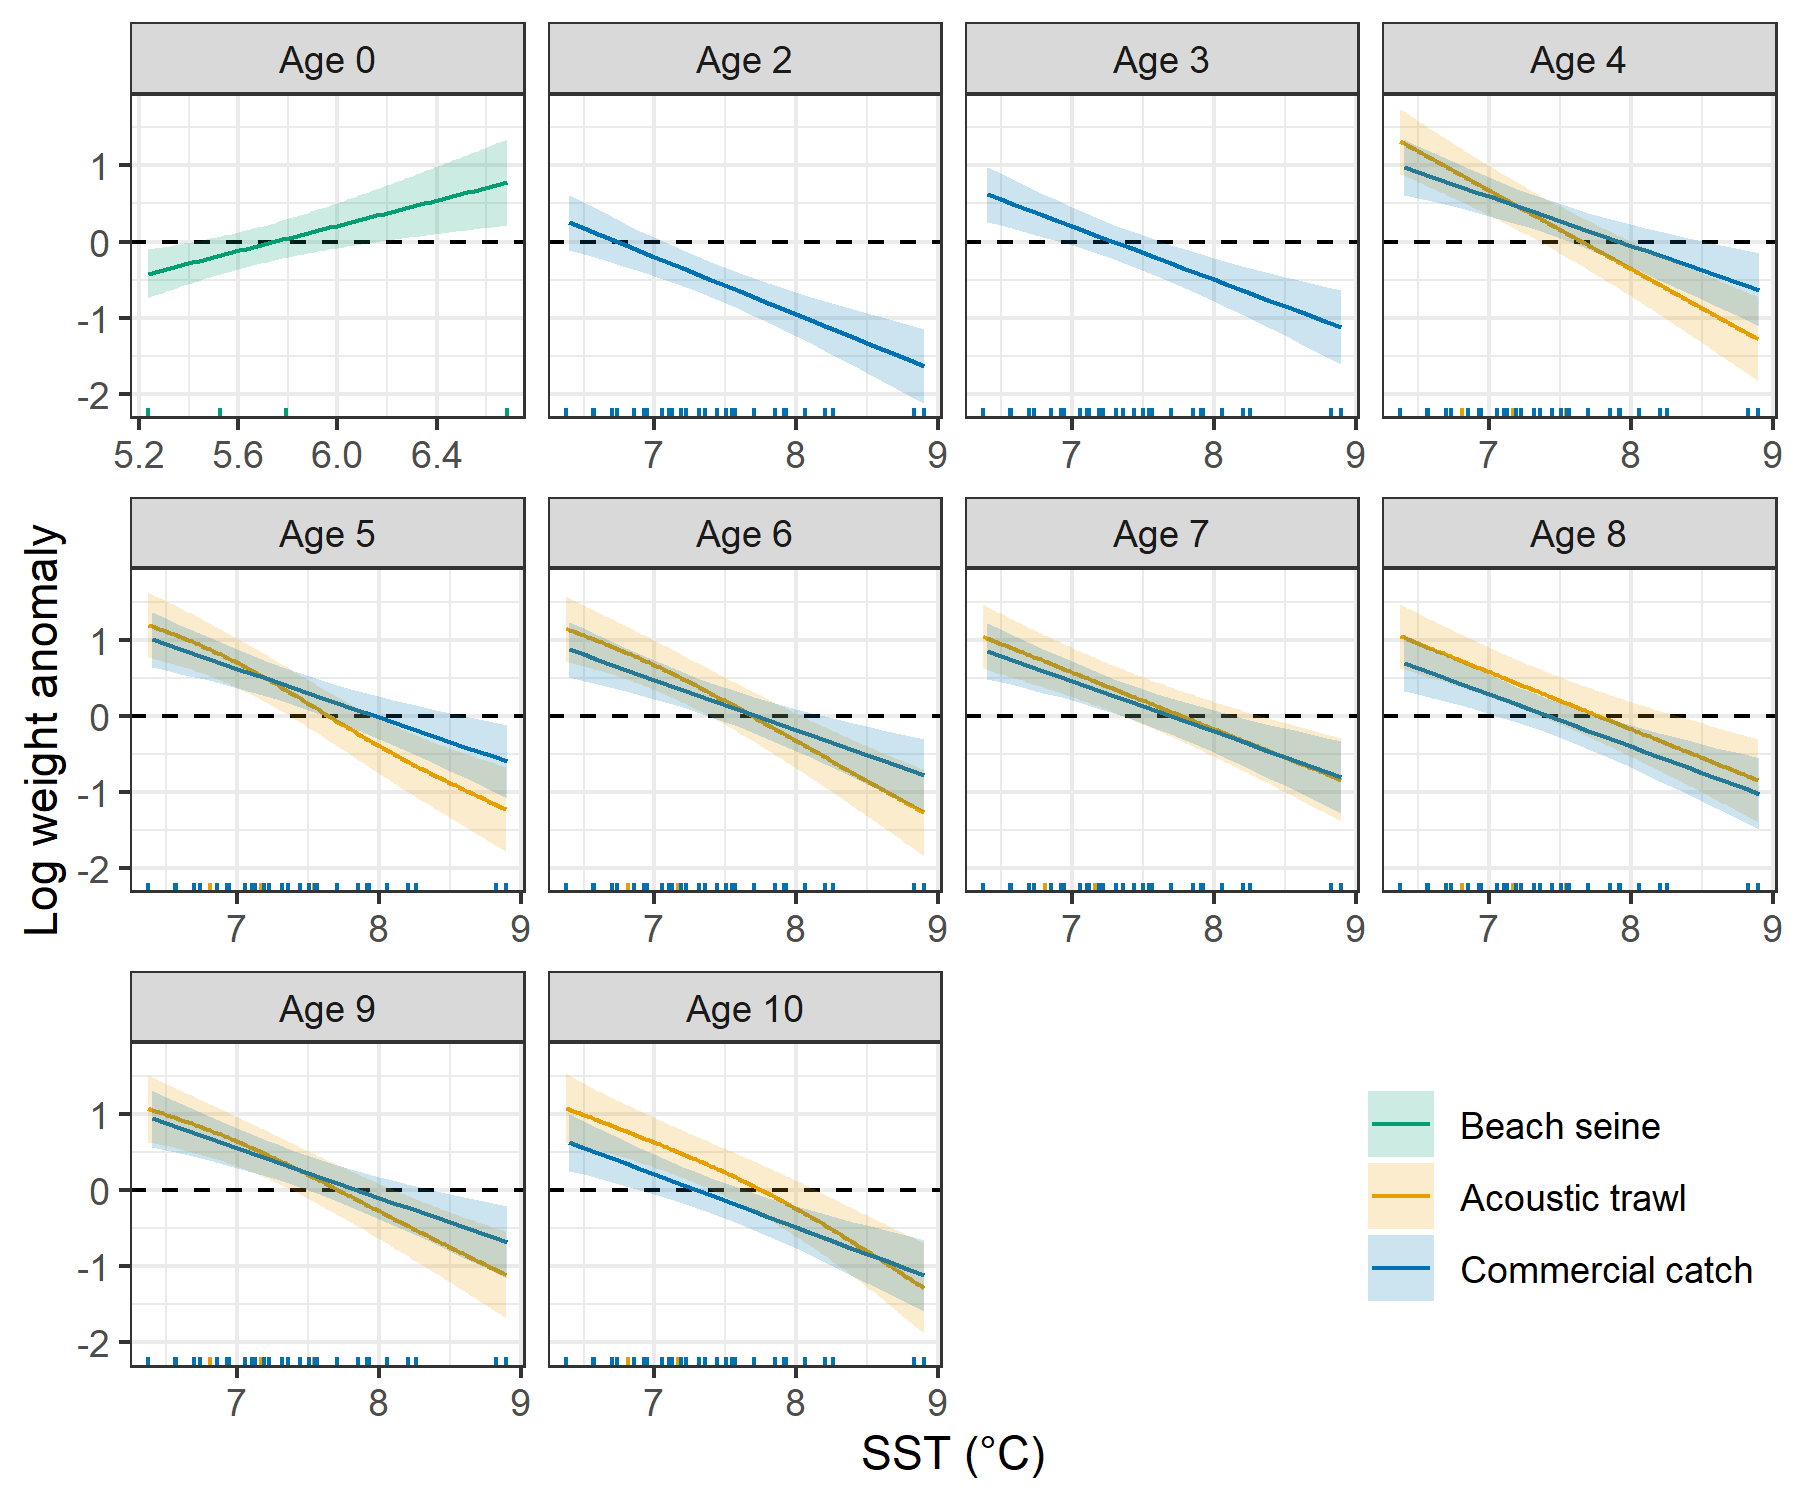 Age 0 Age 2 Age 3 Age 4
1
0
-1
-2
5.2 5.6 6.0 6.4 7 8 9 7 8 9 7 8 9
Age 5 Age 6 Age 7 Age 8
1
0
-1
-2
7 8 9 7 8 9 7 8 9 7 8 9
Log weight anomaly
Age 9 Age 10
1
0
-1
-2
7 8 9 7 8 9
SST (°C)
Beach seine
Acoustic trawl
Commercial catch